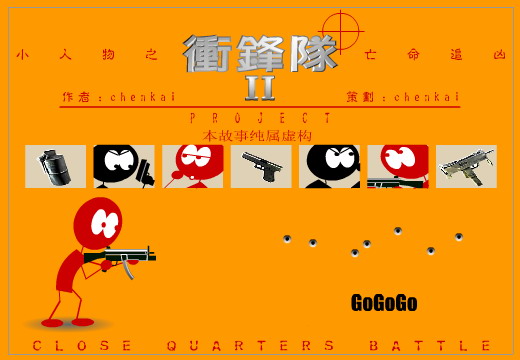 小人物之 衝鋒隊 亡命追凶
II
作者：chenkai 策劃：chenkai
PROJECT
本故事纯属虚构
GoGoGo
CLOSE QUARTERS BATTLE